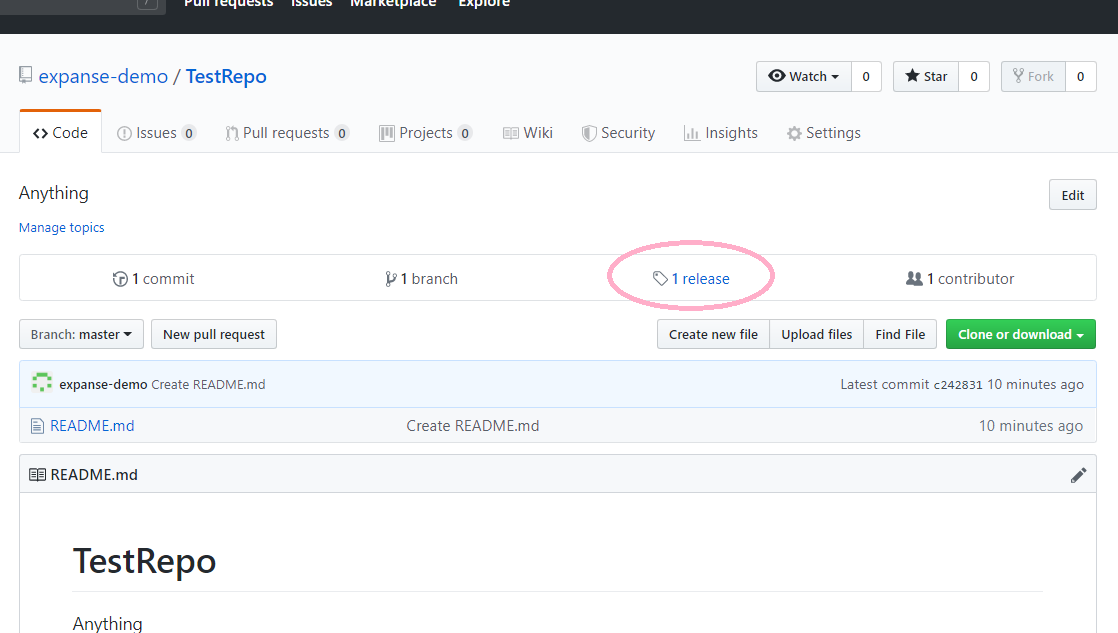 / Pull requests Issues Marketplace Explore
expanse-demo / TestRepo Watch 0 Star 0 Fork 0
Code Issues 0 Pull requests 0 Projects 0 Wiki Security Insights Settings
Anything Edit
Manage topics
1 commit 1 branch 1 release 1 contributor
Branch: master New pull request Create new file Upload files Find File Clone or download
expanse-demo Create README.md Latest commit c242831 10 minutes ago
README.md Create README.md 10 minutes ago
README.md
TestRepo
Anything